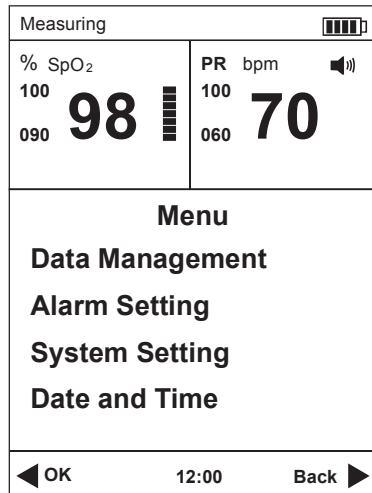 Measuring
% SpO₂
100
090
98
PR bpm
100
060
70
Menu
Data Management
Alarm Setting
System Setting
Date and Time
OK 12:00 Back